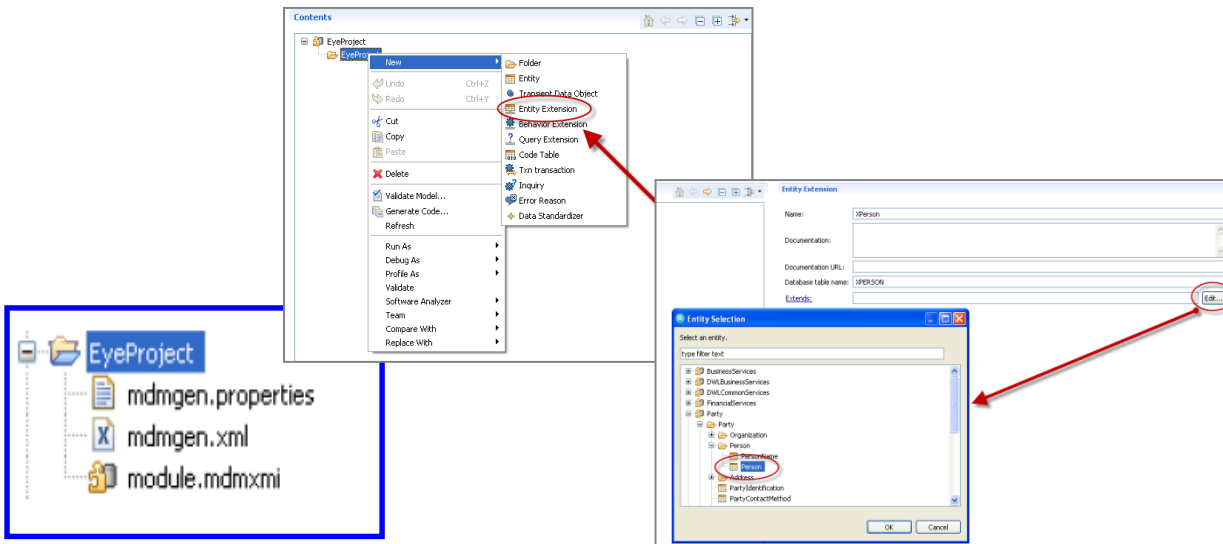 Contents
EyeProject
EyeProject
New
Undo Ctrl+Z
Redo Ctrl+Y
Cut
Copy
Paste
Delete
Validate Model...
Generate Code...
Refresh
Run As
Debug As
Profile As
Validate
Software Analyzer
Team
Compare With
Replace With
Folder
Entity
Transient Data Object
Entity Extension
Behavior Extension
Query Extension
Code Table
Txn transaction
Inquiry
Error Reason
Data Standardizer
Entity Extension
Name: XPerson
Documentation:
Documentation URL:
Database table name: XPERSON
Extends: Edit...
Entity Selection
Select an entity.
type filter text
BusinessServices
DWLBusinessServices
DWLCommonServices
FinancialServices
Party
Party
Organization
Person
PersonName
Person
Address
PartyIdentification
PartyContactMethod
OK Cancel
EyeProject
mdmgen.properties
mdmgen.xml
module.mdmxmi